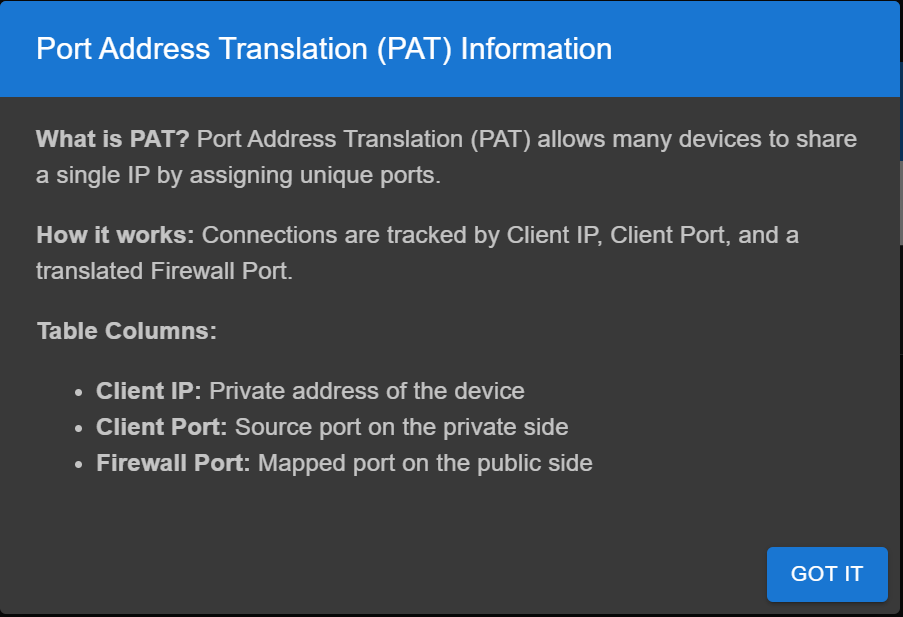 Port Address Translation (PAT) Information
What is PAT? Port Address Translation (PAT) allows many devices to share
a single IP by assigning unique ports.
How it works: Connections are tracked by Client IP, Client Port, and a
translated Firewall Port.
Table Columns:
• Client IP: Private address of the device
• Client Port: Source port on the private side
• Firewall Port: Mapped port on the public side
GOT IT